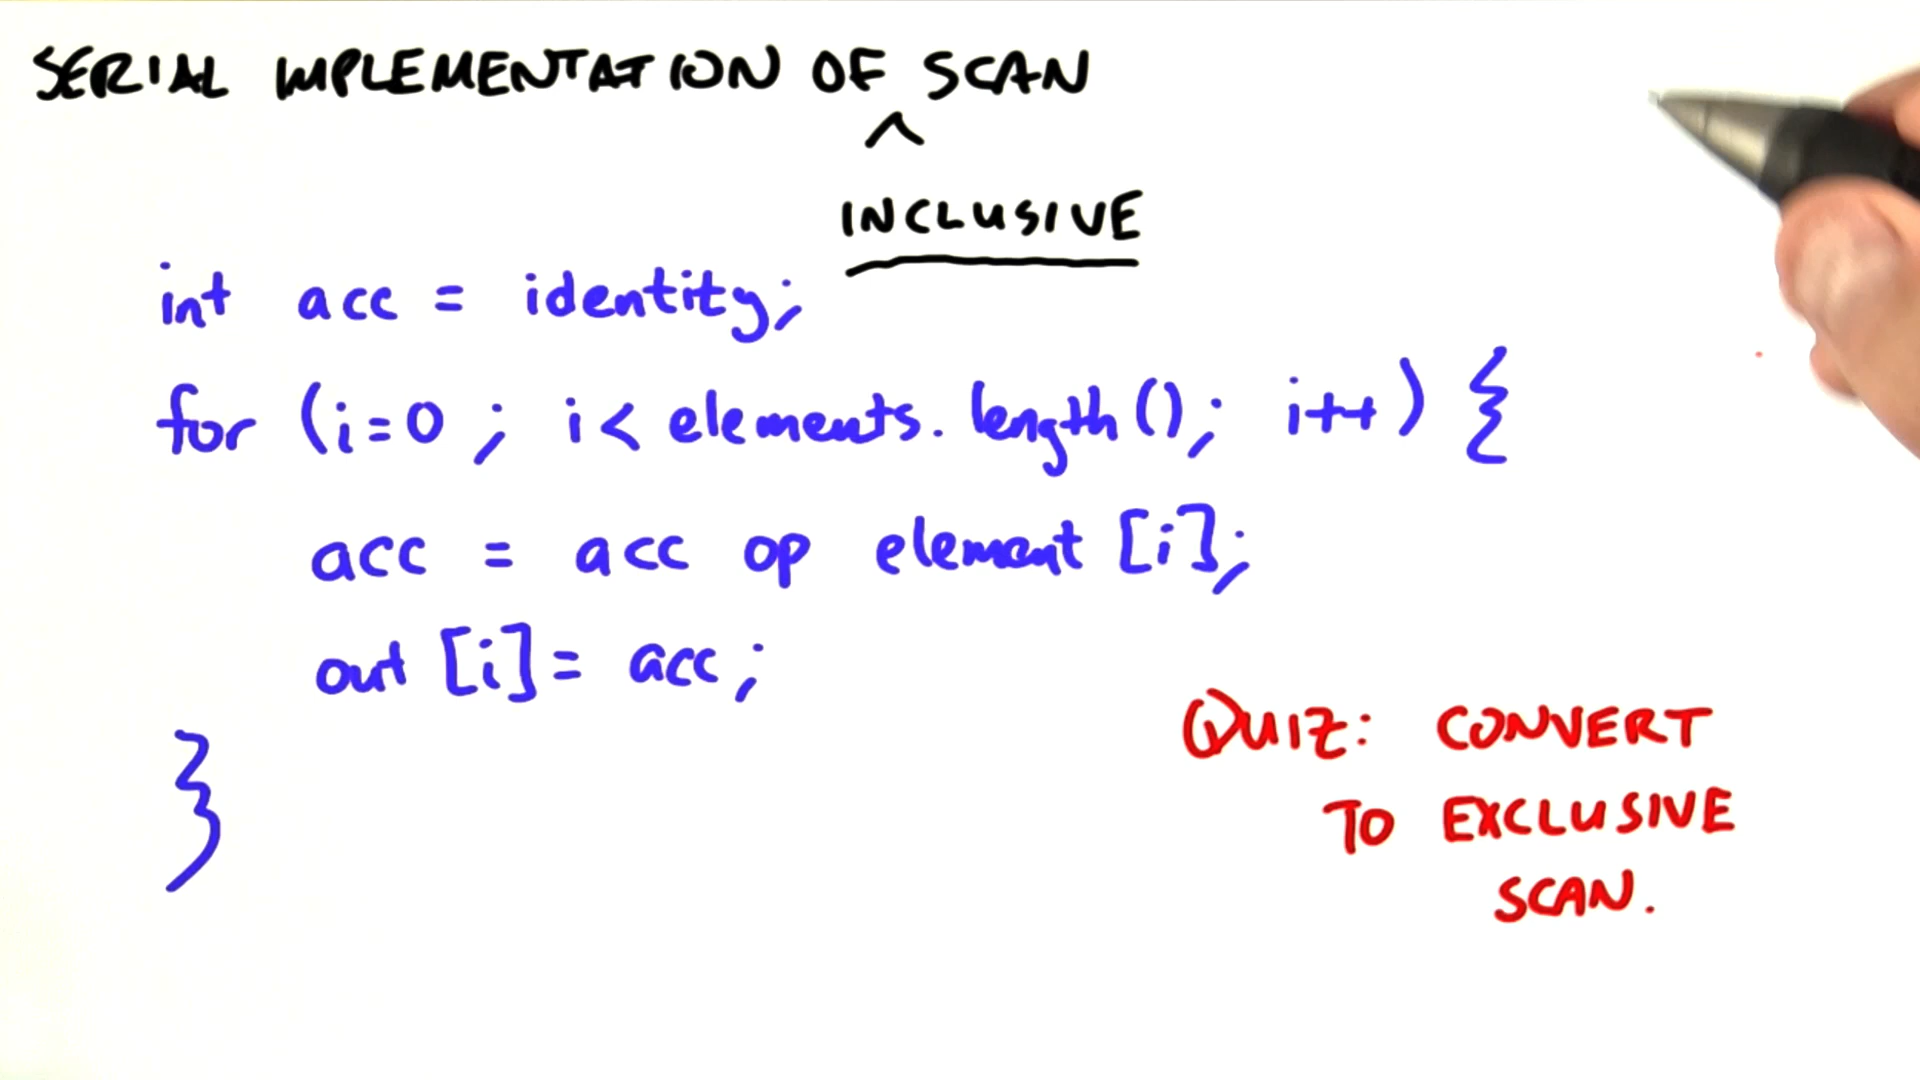 SERIAL IMPLEMENTATION OF SCAN
^
INCLUSIVE
int acc = identity;
for (i=0; i< elements.length(); i++) {
acc = acc op element [i];
out [i]= acc;
}
QUIZ: CONVERT
TO EXCLUSIVE
SCAN.